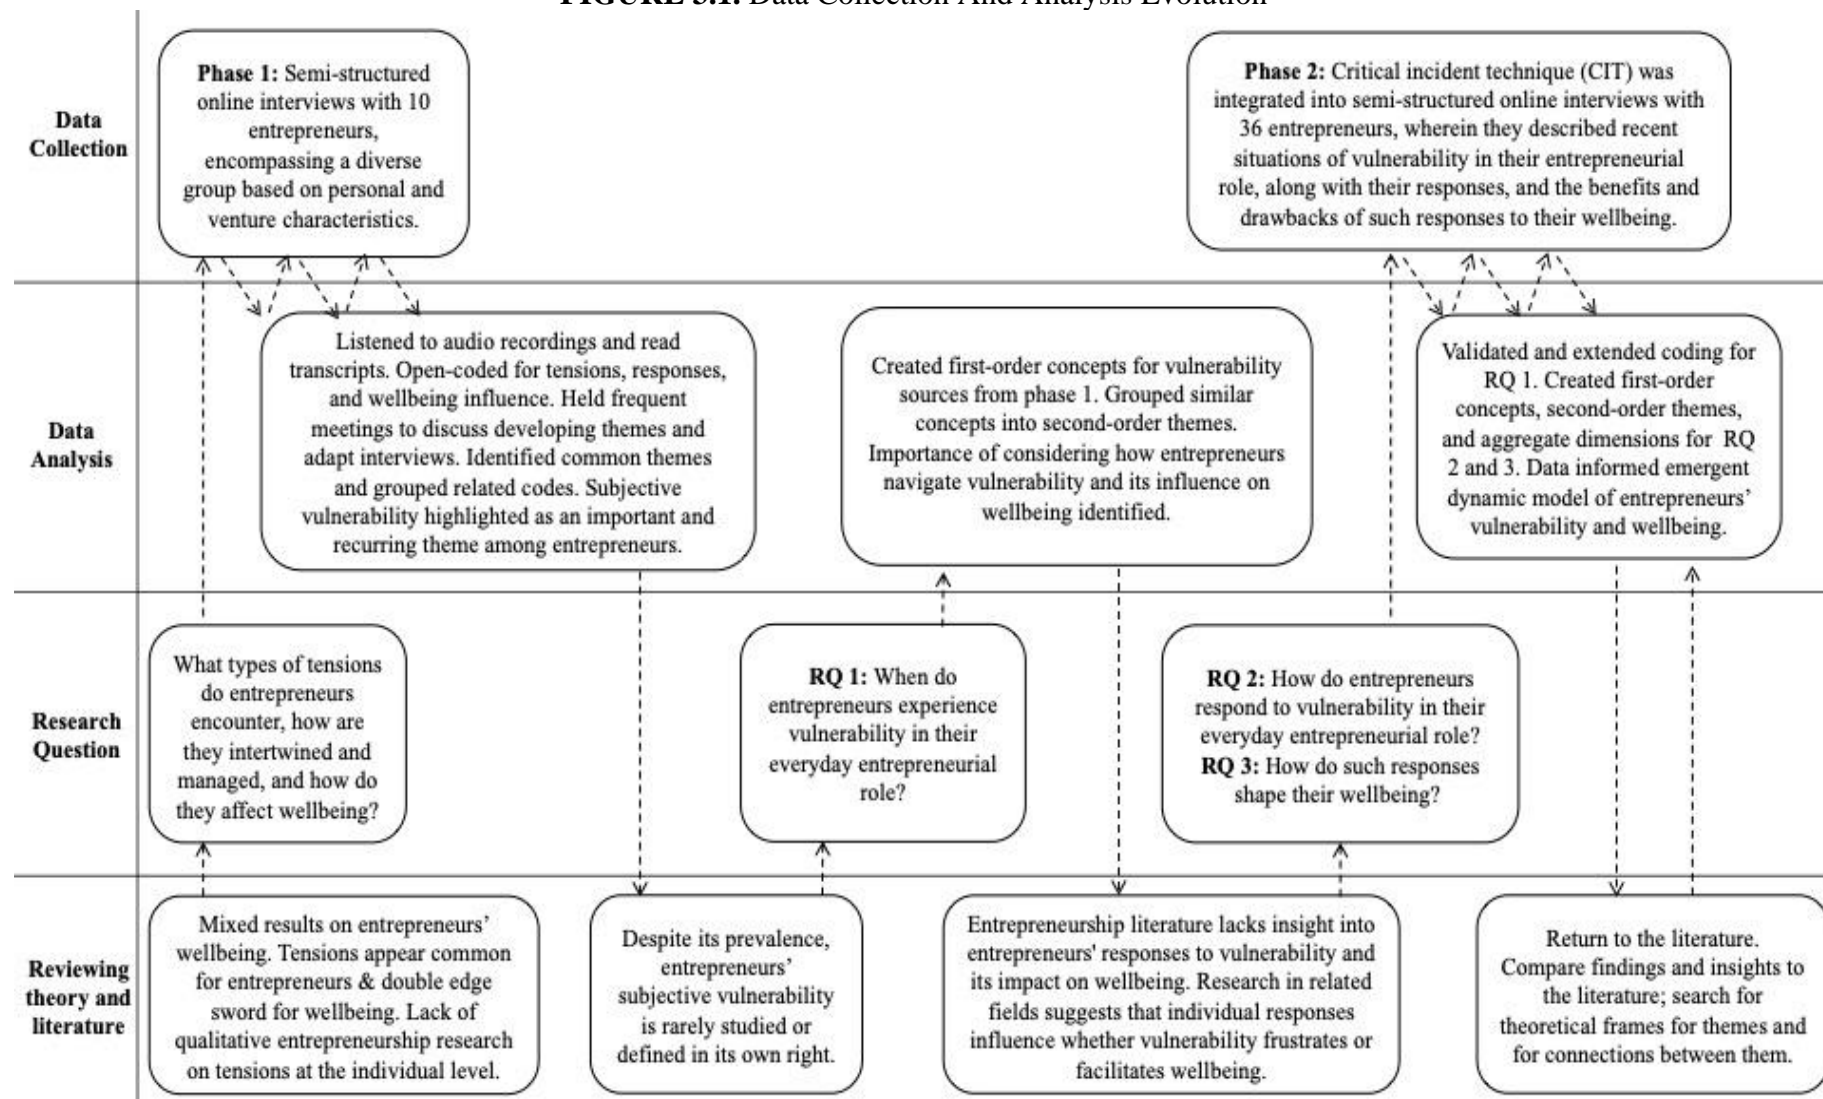 FIGURE 3.1. Data Collection And Analysis Evolution
Data
Collection
Phase 1: Semi-structured
online interviews with 10
entrepreneurs,
encompassing a diverse
group based on personal and
venture characteristics.
Phase 2: Critical incident technique (CIT) was
integrated into semi-structured online interviews with
36 entrepreneurs, wherein they described recent
situations of vulnerability in their entrepreneurial
role, along with their responses, and the benefits and
drawbacks of such responses to their wellbeing.
Data
Analysis
Listened to audio recordings and read
transcripts. Open-coded for tensions, responses,
and wellbeing influence. Held frequent
meetings to discuss developing themes and
adapt interviews. Identified common themes
and grouped related codes. Subjective
vulnerability highlighted as an important and
recurring theme among entrepreneurs.
Created first-order concepts for vulnerability
sources from phase 1. Grouped similar
concepts into second-order themes.
Importance of considering how entrepreneurs
navigate vulnerability and its influence on
wellbeing identified.
Validated and extended coding for
RQ 1. Created first-order
concepts, second-order themes,
and aggregate dimensions for RQ
2 and 3. Data informed emergent
dynamic model of entrepreneurs’
vulnerability and wellbeing.
Research
Question
What types of tensions
do entrepreneurs
encounter, how are
they intertwined and
managed, and how do
they affect wellbeing?
RQ 1: When do
entrepreneurs experience
vulnerability in their
everyday entrepreneurial
role?
RQ 2: How do entrepreneurs
respond to vulnerability in their
everyday entrepreneurial role?
RQ 3: How do such responses
shape their wellbeing?
Reviewing
theory and
literature
Mixed results on entrepreneurs’
wellbeing. Tensions appear common
for entrepreneurs & double edge
sword for wellbeing. Lack of
qualitative entrepreneurship research
on tensions at the individual level.
Despite its prevalence,
entrepreneurs’
subjective vulnerability
is rarely studied or
defined in its own right.
Entrepreneurship literature lacks insight into
entrepreneurs' responses to vulnerability and
its impact on wellbeing. Research in related
fields suggests that individual responses
influence whether vulnerability frustrates or
facilitates wellbeing.
Return to the literature.
Compare findings and insights to
the literature; search for
theoretical frames for themes and
for connections between them.